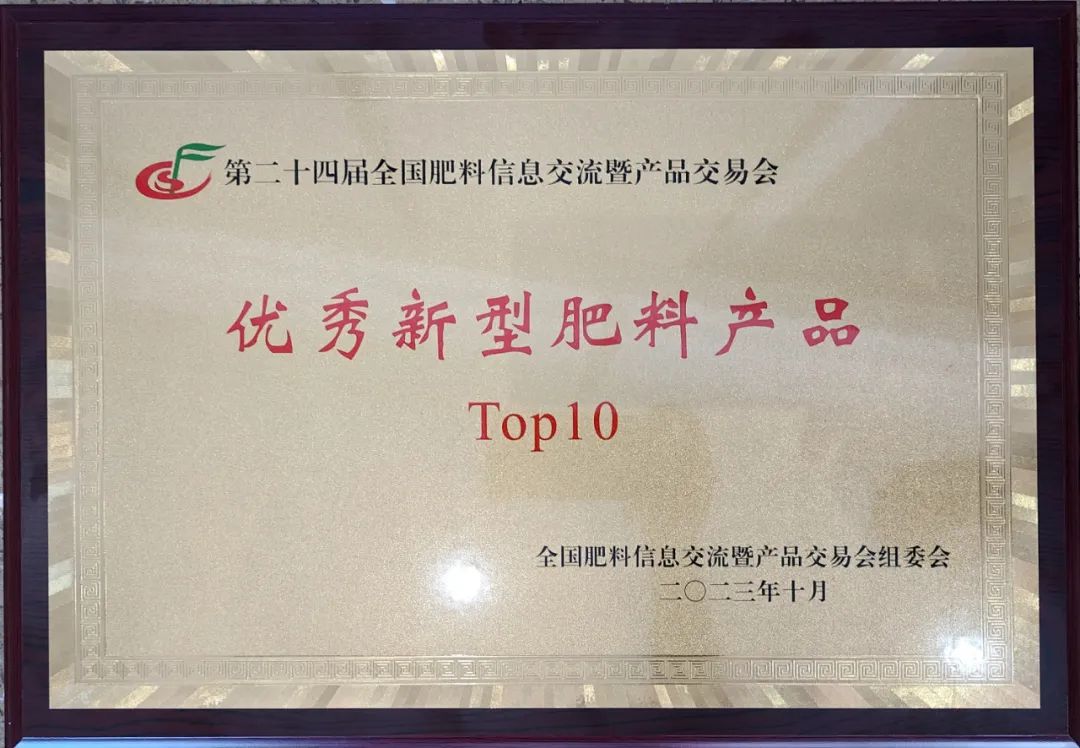 第二十四届全国肥料信息交流暨产品交易会
优秀新型肥料产品
Top10
全国肥料信息交流暨产品交易会组委会
二〇二三年十月